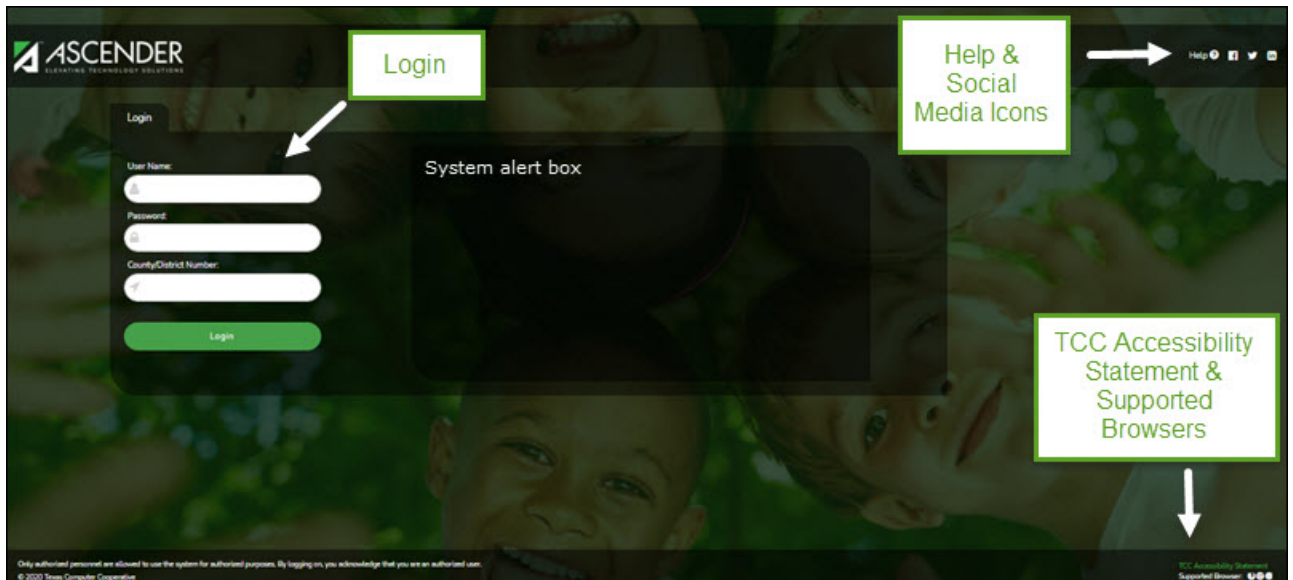 ASCENDER
ELEVATING TECHNOLOGY SOLUTIONS
Login
Help &
Social
Media Icons
Help
Login
User Name:
Password:
County/District Number:
Login
System alert box
TCC Accessibility
Statement &
Supported
Browsers
Only authorized personnel are allowed to use the system for authorized purposes. By logging on, you acknowledge that you are an authorized user.
© 2020 Texas Computer Cooperative
TCC Accessibility Statement
Supported Browser: